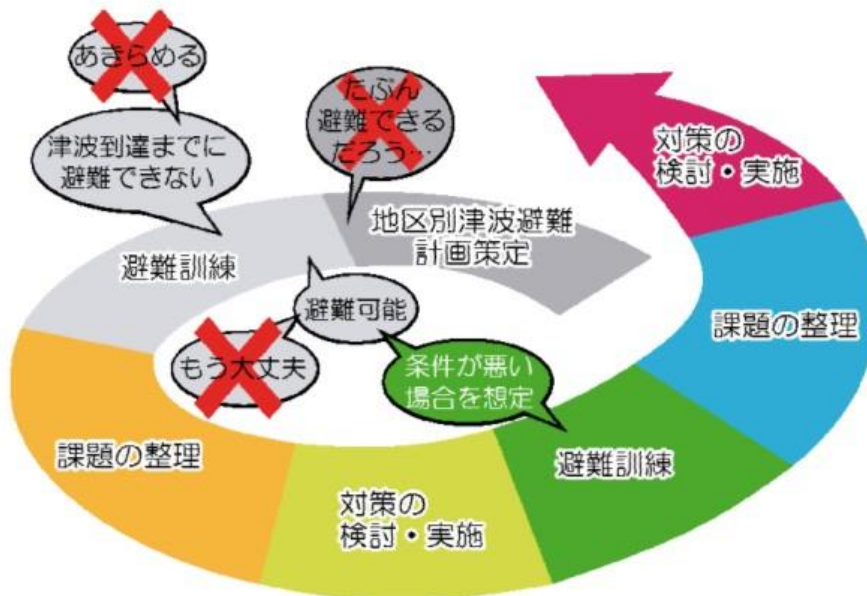 あきらめる
津波到達までに
避難できない
たぶん
避難できる
だろう…
地区別津波避難
計画策定
避難訓練
避難可能
もう大丈夫
条件が悪い
場合を想定
課題の整理
対策の
検討・実施
避難訓練
課題の整理
対策の
検討・実施